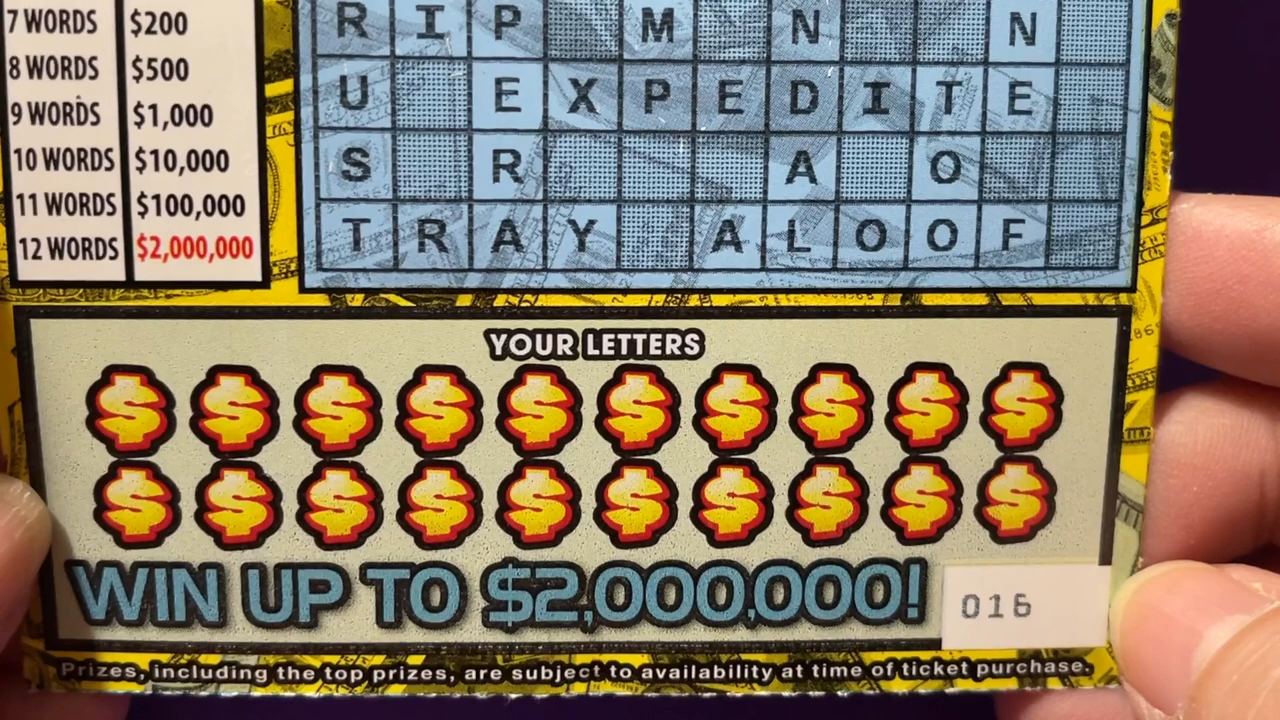 7 WORDS $200
8 WORDS $500
9 WORDS $1,000
10 WORDS $10,000
11 WORDS $100,000
12 WORDS $2,000,000
R I P M N N
U E X P E D I T E
S R A O
T R A Y A L O O F
YOUR LETTERS
$ $ $ $ $ $ $ $ $ $
$ $ $ $ $ $ $ $ $ $
WIN UP TO $2,000,000!
016
Prizes, including the top prizes, are subject to availability at time of ticket purchase.